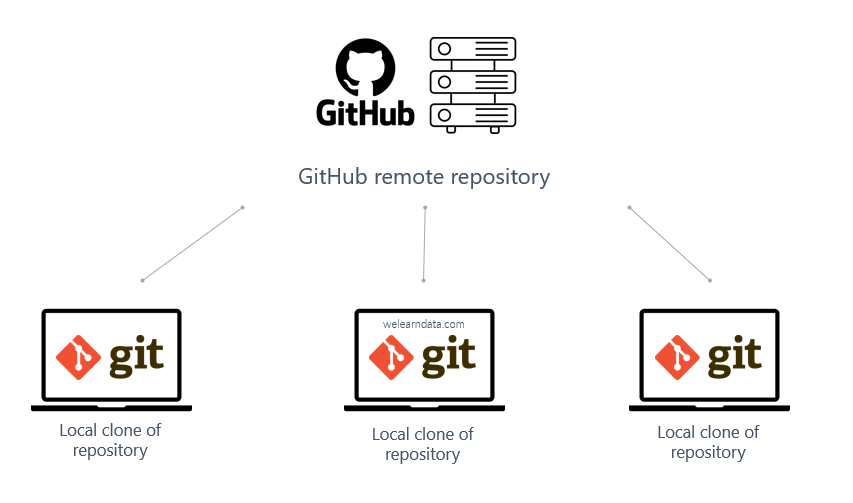 GitHub
GitHub remote repository
welearndata.com
git
git
git
Local clone of
repository
Local clone of
repository
Local clone of
repository